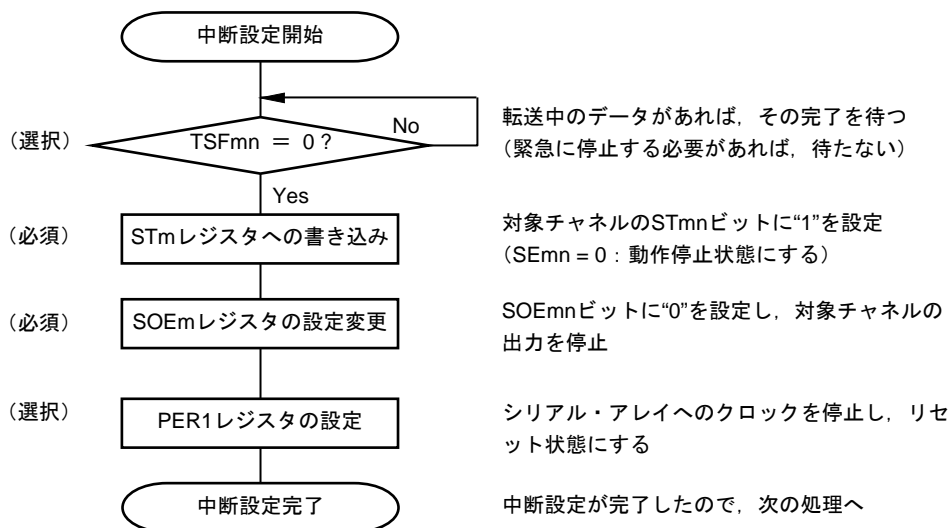 中断設定開始
（選択）
TSFmn ＝ 0？
No
転送中のデータがあれば，その完了を待つ
（緊急に停止する必要があれば，待たない）
Yes
（必須）
STmレジスタへの書き込み
対象チャネルのSTmnビットに“1”を設定
（SEmn = 0：動作停止状態にする）
（必須）
SOEmレジスタの設定変更
SOEmnビットに“0”を設定し，対象チャネルの
出力を停止
（選択）
PER1レジスタの設定
シリアル・アレイへのクロックを停止し，リセ
ット状態にする
中断設定完了
中断設定が完了したので，次の処理へ